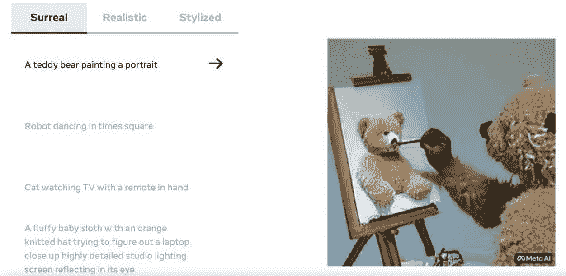 Surreal Realistic Stylized
A teddy bear painting a portrait
Robot dancing in times square
Cat watching TV with a remote in hand
A fluffy baby sloth with an orange
knitted hat trying to figure out a laptop
close up highly detailed studio lighting
screen reflecting in its eye
Meta AI